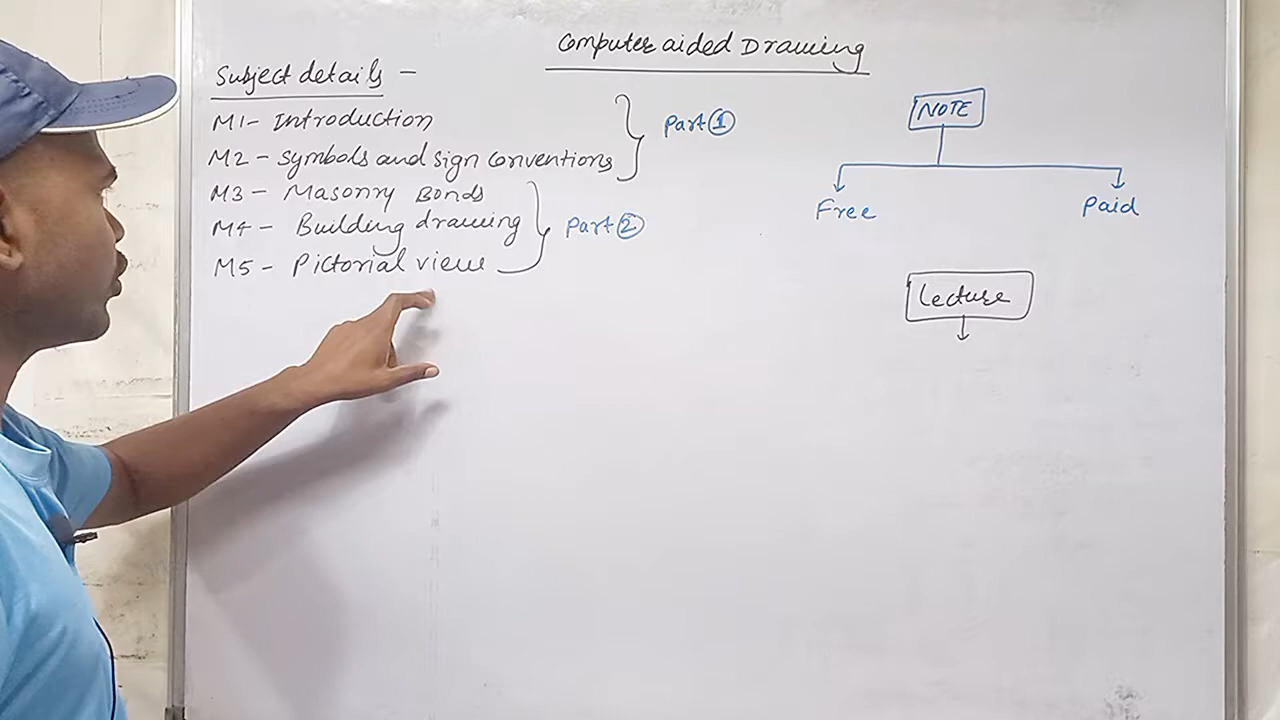 Computer aided Drawing
Subject details -
M1- Introduction
M2 - Symbols and sign conventions
Part 1
M3 - Masonry Bonds
M4 - Building drawing
M5 - Pictorial view
Part 2
NOTE
Free
Paid
Lecture